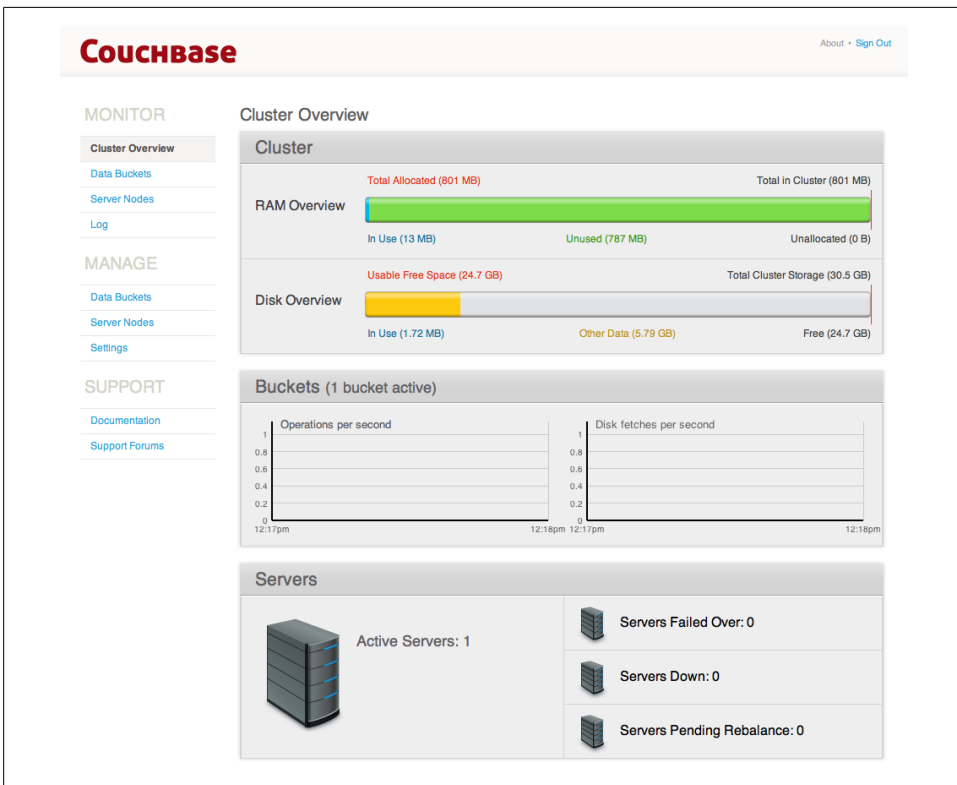 COUCHBASE
About • Sign Out
MONITOR
Cluster Overview
Data Buckets
Server Nodes
Log
MANAGE
Data Buckets
Server Nodes
Settings
SUPPORT
Documentation
Support Forums
Cluster Overview
Cluster
RAM Overview
Total Allocated (801 MB)
Total in Cluster (801 MB)
In Use (13 MB)
Unused (787 MB)
Unallocated (0 B)
Disk Overview
Usable Free Space (24.7 GB)
Total Cluster Storage (30.5 GB)
In Use (1.72 MB)
Other Data (5.79 GB)
Free (24.7 GB)
Buckets (1 bucket active)
Operations per second
1
0.8
0.6
0.4
0.2
0
12:17pm
12:18pm
Disk fetches per second
1
0.8
0.6
0.4
0.2
0
12:17pm
12:18pm
Servers
Active Servers: 1
Servers Failed Over: 0
Servers Down: 0
Servers Pending Rebalance: 0